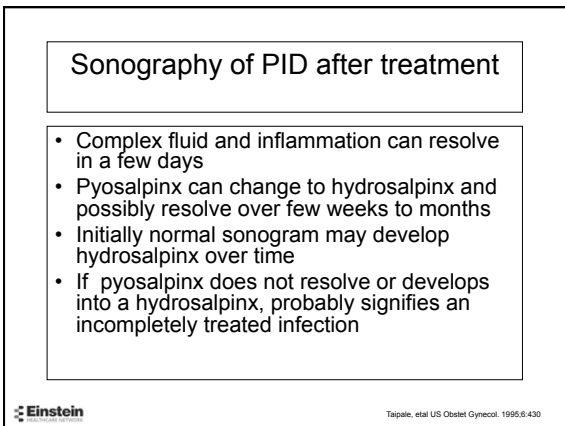 Sonography of PID after treatment
• Complex fluid and inflammation can resolve
in a few days
• Pyosalpinx can change to hydrosalpinx and
possibly resolve over few weeks to months
• Initially normal sonogram may develop
hydrosalpinx over time
• If pyosalpinx does not resolve or develops
into a hydrosalpinx, probably signifies an
incompletely treated infection
Einstein
HEALTHCARE NETWORK
Taipale, etal US Obstet Gynecol. 1995;6:430